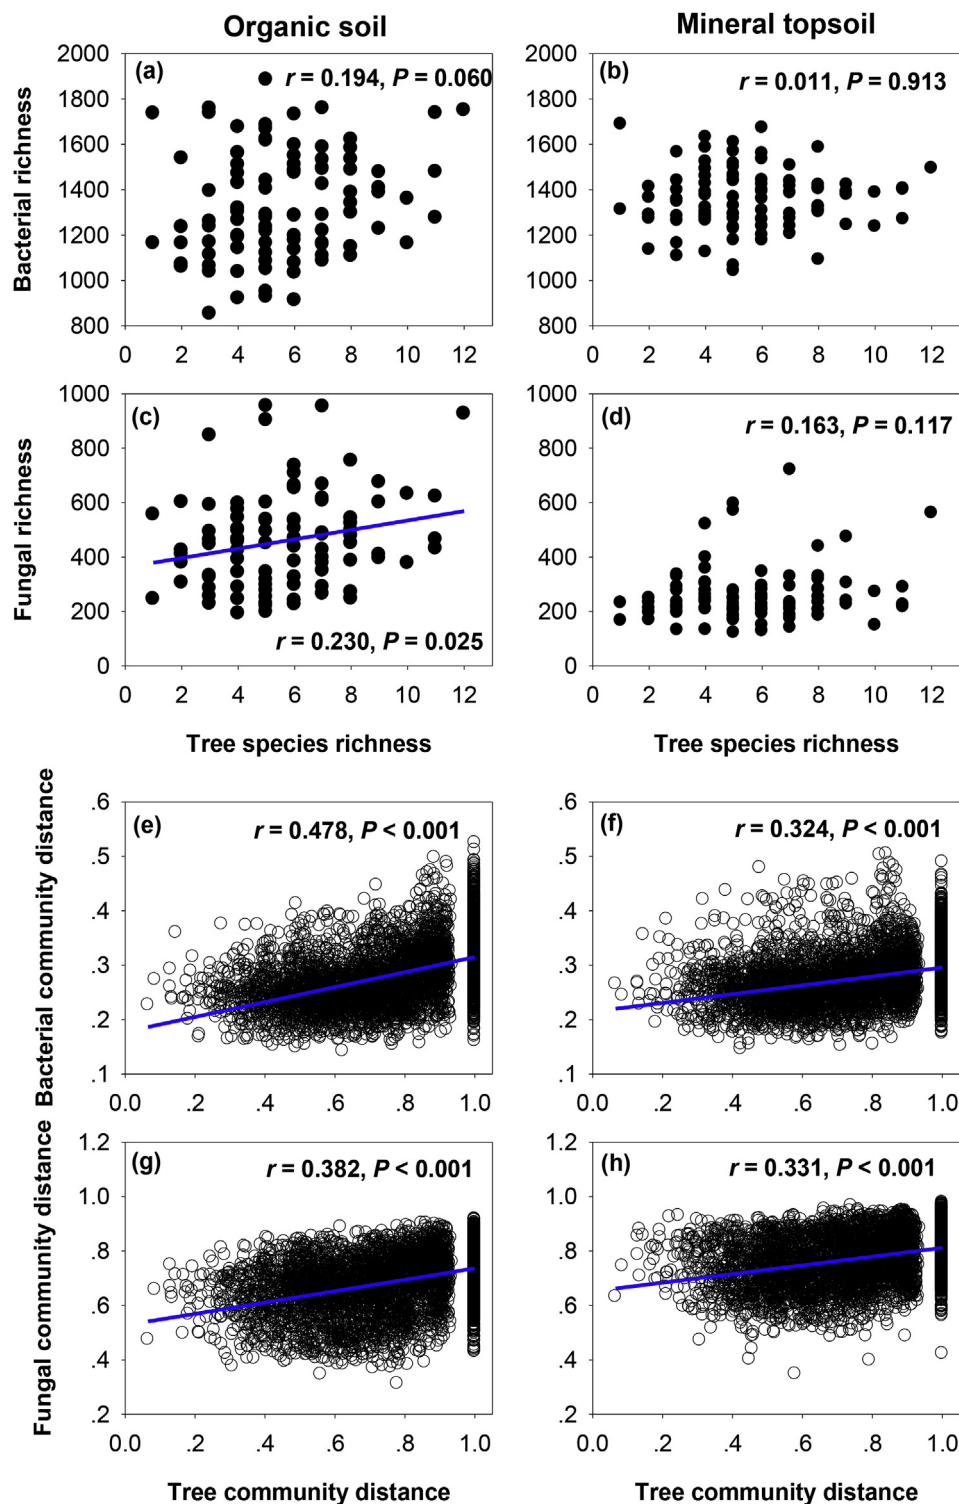 Organic soil
Mineral topsoil
Bacterial richness
2000
1800
1600
1400
1200
1000
800
(a)
r = 0.194, P = 0.060
0 2 4 6 8 10 12
2000
1800
1600
1400
1200
1000
800
(b)
r = 0.011, P = 0.913
0 2 4 6 8 10 12
Fungal richness
1000
800
600
400
200
0
(c)
r = 0.230, P = 0.025
0 2 4 6 8 10 12
Tree species richness
1000
800
600
400
200
0
(d)
r = 0.163, P = 0.117
0 2 4 6 8 10 12
Tree species richness
Bacterial community distance
.6
.5
.4
.3
.2
.1
(e)
r = 0.478, P < 0.001
0.0 .2 .4 .6 .8 1.0
.6
.5
.4
.3
.2
.1
(f)
r = 0.324, P < 0.001
0.0 .2 .4 .6 .8 1.0
Fungal community distance
1.2
1.0
.8
.6
.4
.2
(g)
r = 0.382, P < 0.001
0.0 .2 .4 .6 .8 1.0
Tree community distance
1.2
1.0
.8
.6
.4
.2
(h)
r = 0.331, P < 0.001
0.0 .2 .4 .6 .8 1.0
Tree community distance